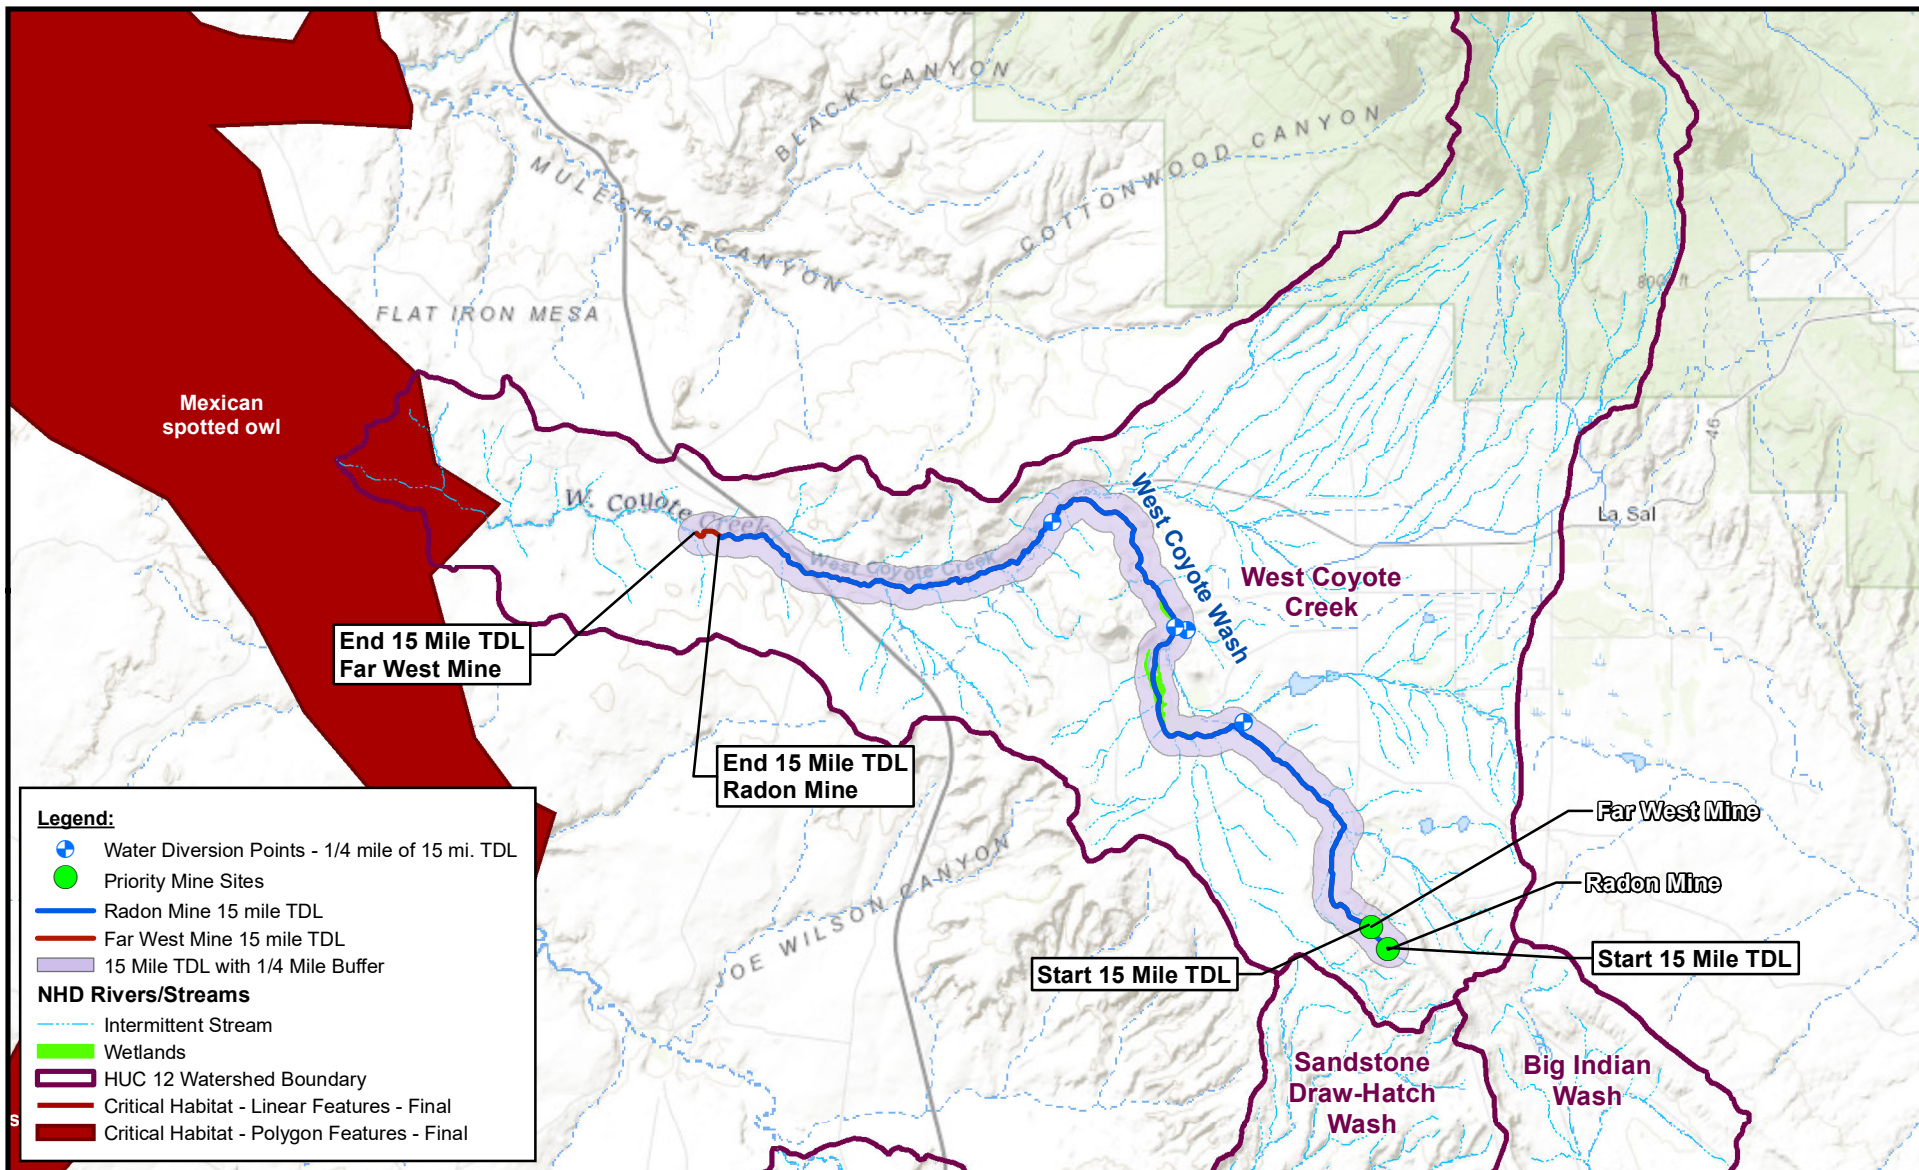 BLACK RIDGE
BLACK CANYON
MULESHOE CANYON
COTTONWOOD CANYON
8000 ft
FLAT IRON MESA
Mexican
spotted owl
46
W. Coyote Creek
West Coyote Wash
La Sal
West Coyote Creek
West Coyote
Creek
End 15 Mile TDL
Far West Mine
End 15 Mile TDL
Radon Mine
Far West Mine
Radon Mine
JOE WILSON CANYON
Start 15 Mile TDL
Start 15 Mile TDL
Sandstone
Draw-Hatch
Wash
Big Indian
Wash
Legend:
Water Diversion Points - 1/4 mile of 15 mi. TDL
Priority Mine Sites
Radon Mine 15 mile TDL
Far West Mine 15 mile TDL
15 Mile TDL with 1/4 Mile Buffer
NHD Rivers/Streams
Intermittent Stream
Wetlands
HUC 12 Watershed Boundary
Critical Habitat - Linear Features - Final
Critical Habitat - Polygon Features - Final
s